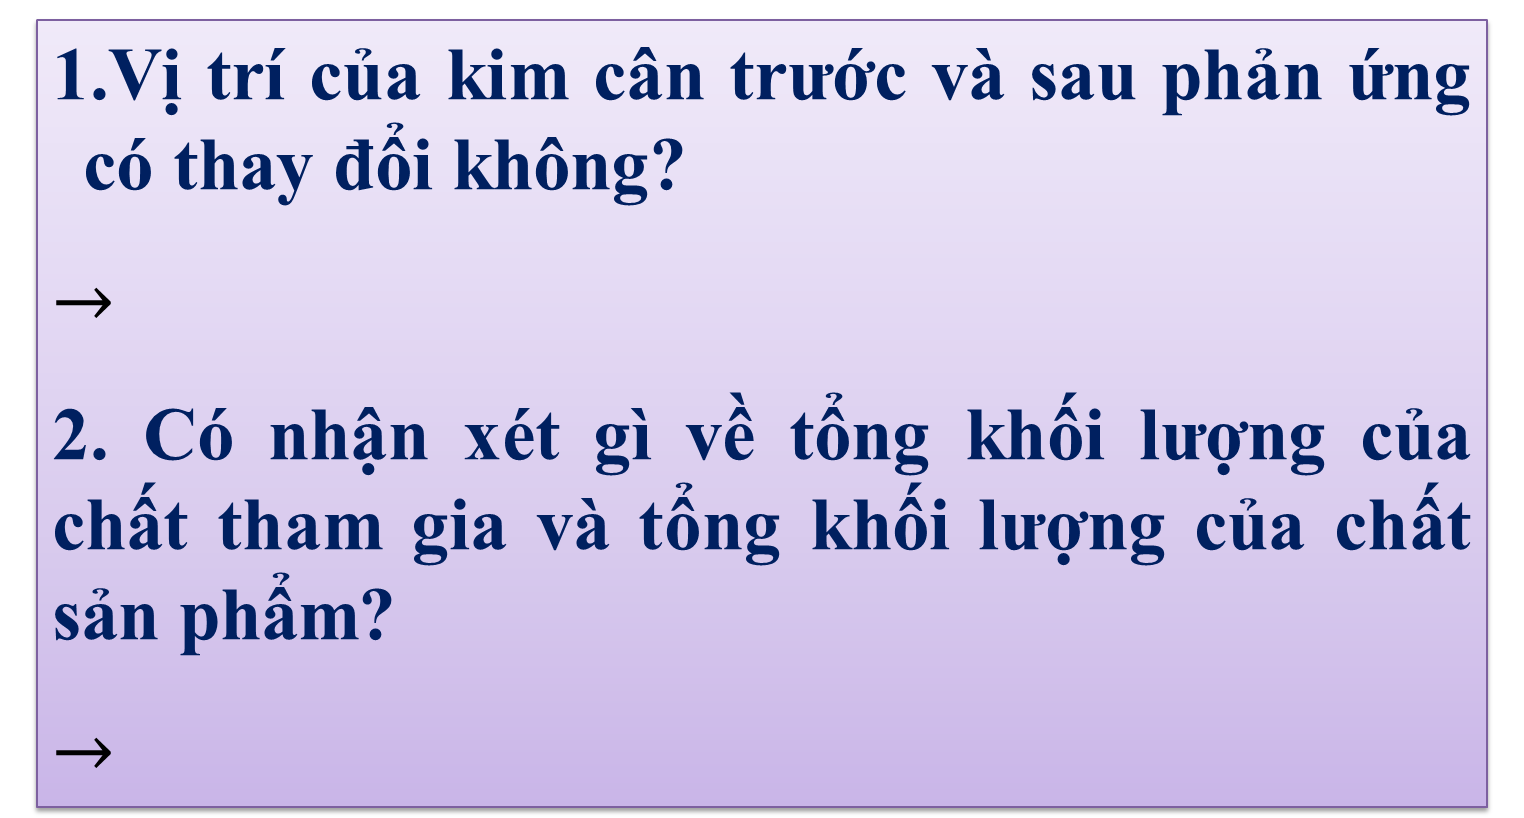 1.Vị trí của kim cân trước và sau phản ứng
có thay đổi không?
→
2. Có nhận xét gì về tổng khối lượng của
chất tham gia và tổng khối lượng của chất
sản phẩm?
→